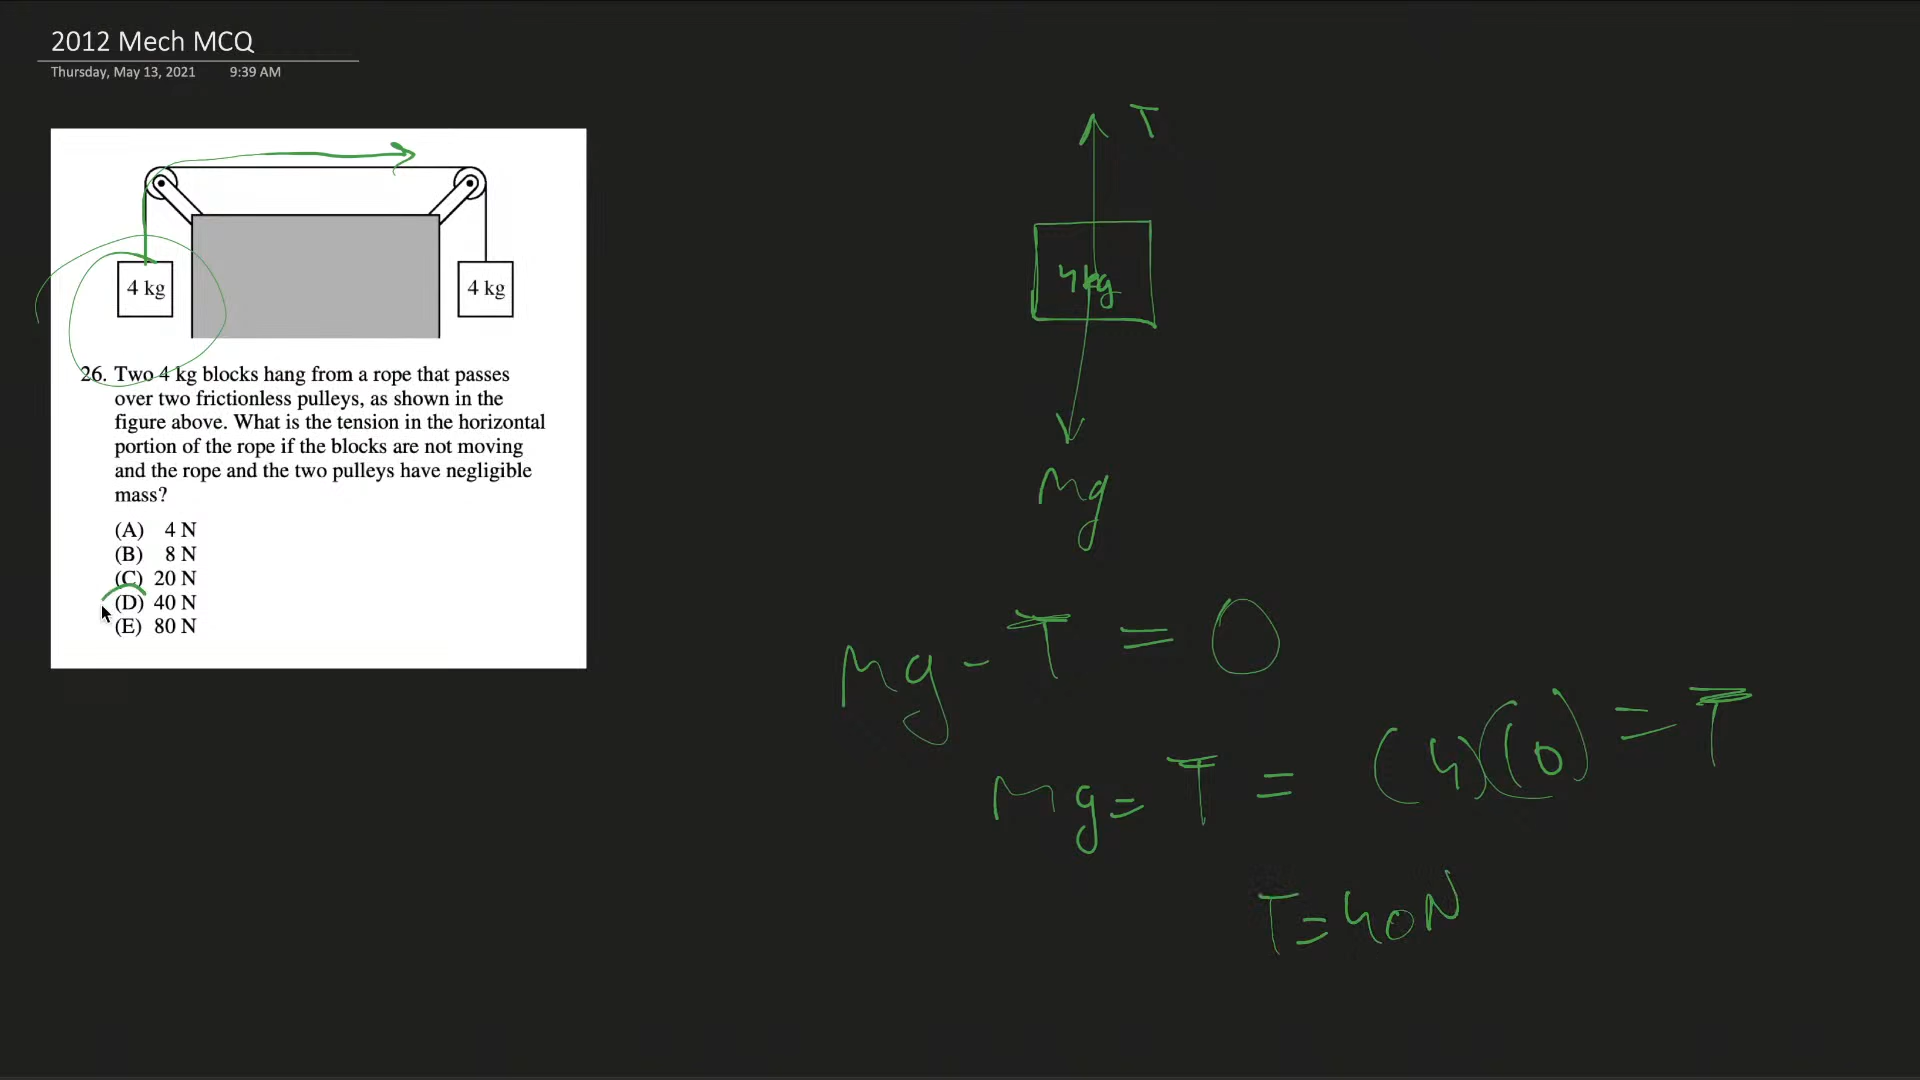 2012 Mech MCQ
Thursday, May 13, 2021 9:39 AM
4 kg
4 kg
26. Two 4 kg blocks hang from a rope that passes
over two frictionless pulleys, as shown in the
figure above. What is the tension in the horizontal
portion of the rope if the blocks are not moving
and the rope and the two pulleys have negligible
mass?
(A) 4 N
(B) 8 N
(C) 20 N
(D) 40 N
(E) 80 N
T
4kg
Mg
Mg - T = 0
Mg = T = (4)(10) = T
T = 40N